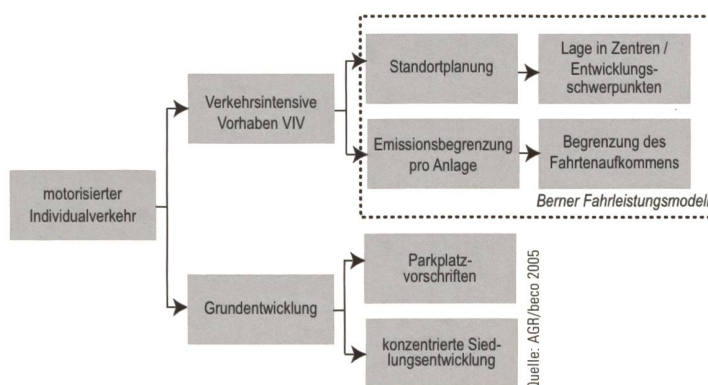 motorisierter
Individualverkehr
Verkehrsintensive
Vorhaben VIV
Standortplanung
Lage in Zentren /
Entwicklungs-
schwerpunkten
Emissionsbegrenzung
pro Anlage
Begrenzung des
Fahrtenaufkommens
Berner Fahrleistungsmodell
Grundentwicklung
Parkplatz-
vorschriften
konzentrierte Sied-
lungsentwicklung
Quelle: AGR/beco 2005